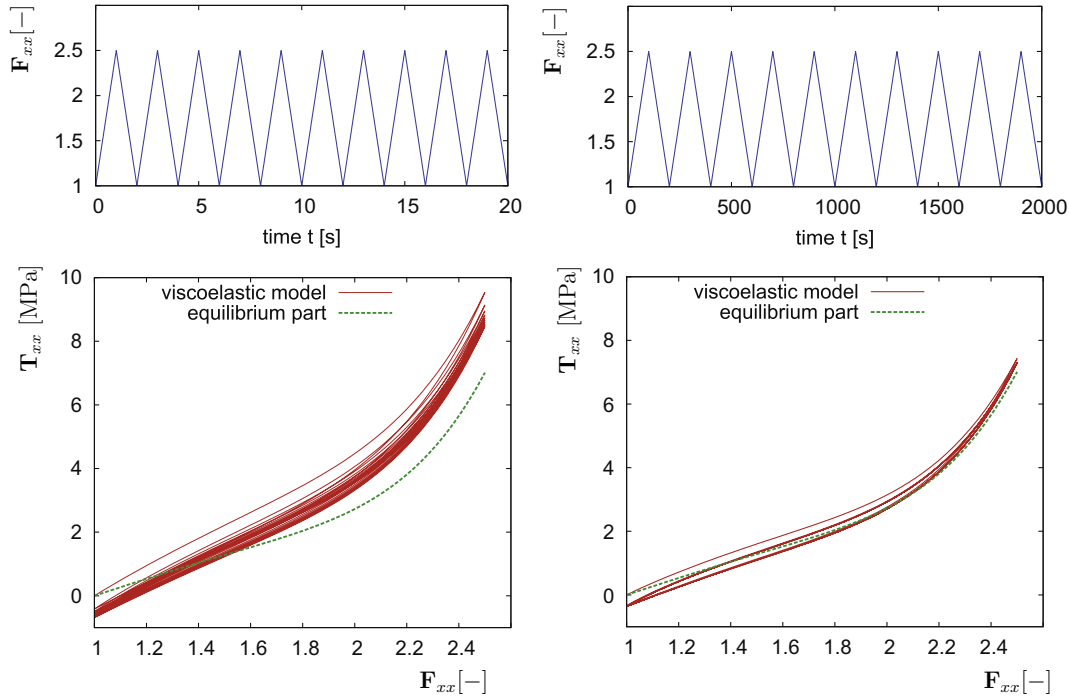 F_xx[−]
2.5
2
1.5
1
0 5 10 15 20
time t [s]
F_xx[−]
2.5
2
1.5
1
0 500 1000 1500 2000
time t [s]
T_xx [MPa]
10
8
6
4
2
0
viscoelastic model
equilibrium part
1 1.2 1.4 1.6 1.8 2 2.2 2.4
F_xx[−]
T_xx [MPa]
10
8
6
4
2
0
viscoelastic model
equilibrium part
1 1.2 1.4 1.6 1.8 2 2.2 2.4
F_xx[−]